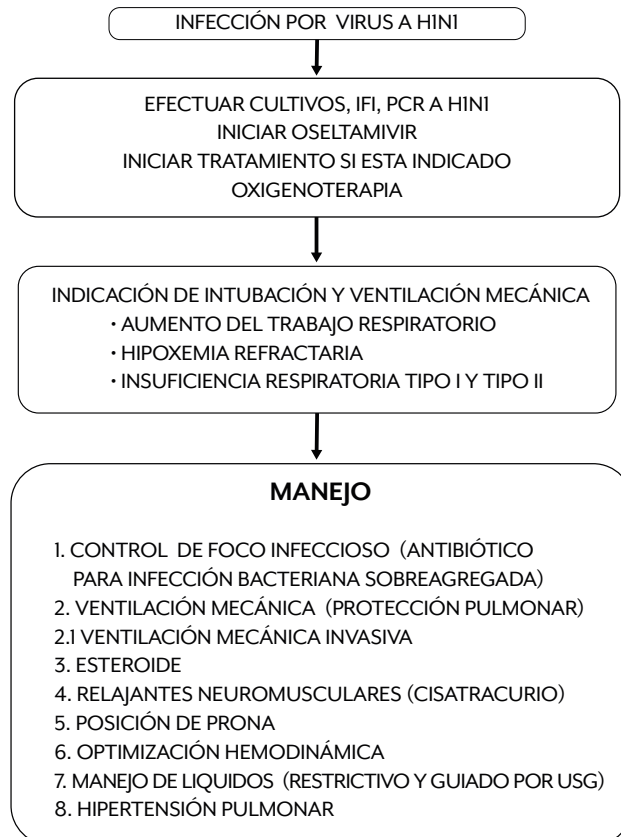 INFECCIÓN POR VIRUS A H1N1
EFECTUAR CULTIVOS, IFI, PCR A H1N1
INICIAR OSELTAMIVIR
INICIAR TRATAMIENTO SI ESTA INDICADO
OXIGENOTERAPIA
INDICACIÓN DE INTUBACIÓN Y VENTILACIÓN MECÁNICA
· AUMENTO DEL TRABAJO RESPIRATORIO
· HIPOXEMIA REFRACTARIA
· INSUFICIENCIA RESPIRATORIA TIPO I Y TIPO II
MANEJO
1. CONTROL DE FOCO INFECCIOSO (ANTIBIÓTICO
PARA INFECCIÓN BACTERIANA SOBREAGREGADA)
2. VENTILACIÓN MECÁNICA (PROTECCIÓN PULMONAR)
2.1 VENTILACIÓN MECÁNICA INVASIVA
3. ESTEROIDE
4. RELAJANTES NEUROMUSCULARES (CISATRACURIO)
5. POSICIÓN DE PRONA
6. OPTIMIZACIÓN HEMODINÁMICA
7. MANEJO DE LIQUIDOS (RESTRICTIVO Y GUIADO POR USG)
8. HIPERTENSIÓN PULMONAR